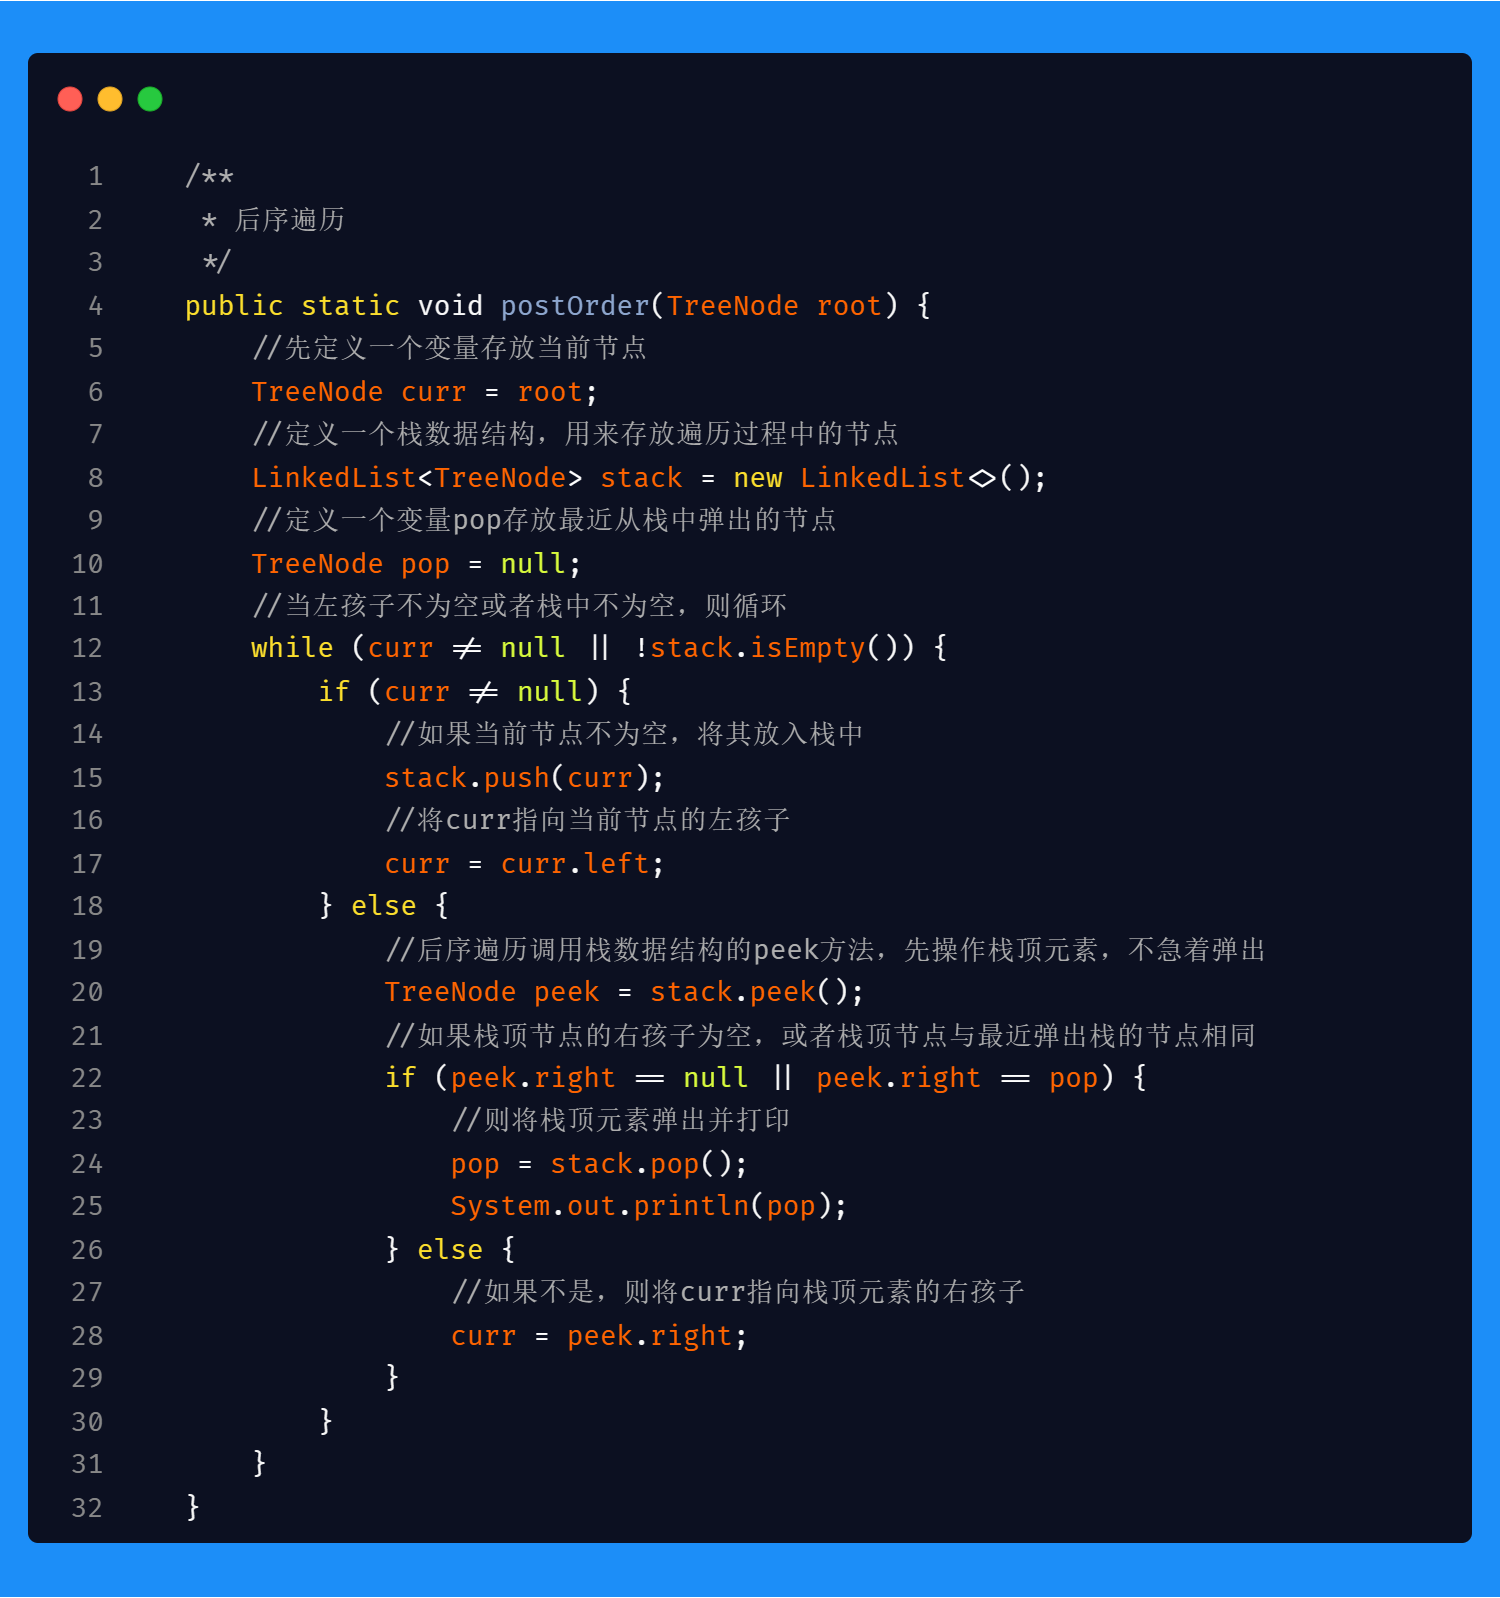 1 /**
2 * 后序遍历
3 */
4 public static void postOrder(TreeNode root) {
5 //先定义一个变量存放当前节点
6 TreeNode curr = root;
7 //定义一个栈数据结构，用来存放遍历过程中的节点
8 LinkedList<TreeNode> stack = new LinkedList<>();
9 //定义一个变量pop存放最近从栈中弹出的节点
10 TreeNode pop = null;
11 //当左孩子不为空或者栈中不为空，则循环
12 while (curr != null || !stack.isEmpty()) {
13 if (curr != null) {
14 //如果当前节点不为空，将其放入栈中
15 stack.push(curr);
16 //将curr指向当前节点的左孩子
17 curr = curr.left;
18 } else {
19 //后序遍历调用栈数据结构的peek方法，先操作栈顶元素，不急着弹出
20 TreeNode peek = stack.peek();
21 //如果栈顶节点的右孩子为空，或者栈顶节点与最近弹出栈的节点相同
22 if (peek.right == null || peek.right == pop) {
23 //则将栈顶元素弹出并打印
24 pop = stack.pop();
25 System.out.println(pop);
26 } else {
27 //如果不是，则将curr指向栈顶元素的右孩子
28 curr = peek.right;
29 }
30 }
31 }
32 }